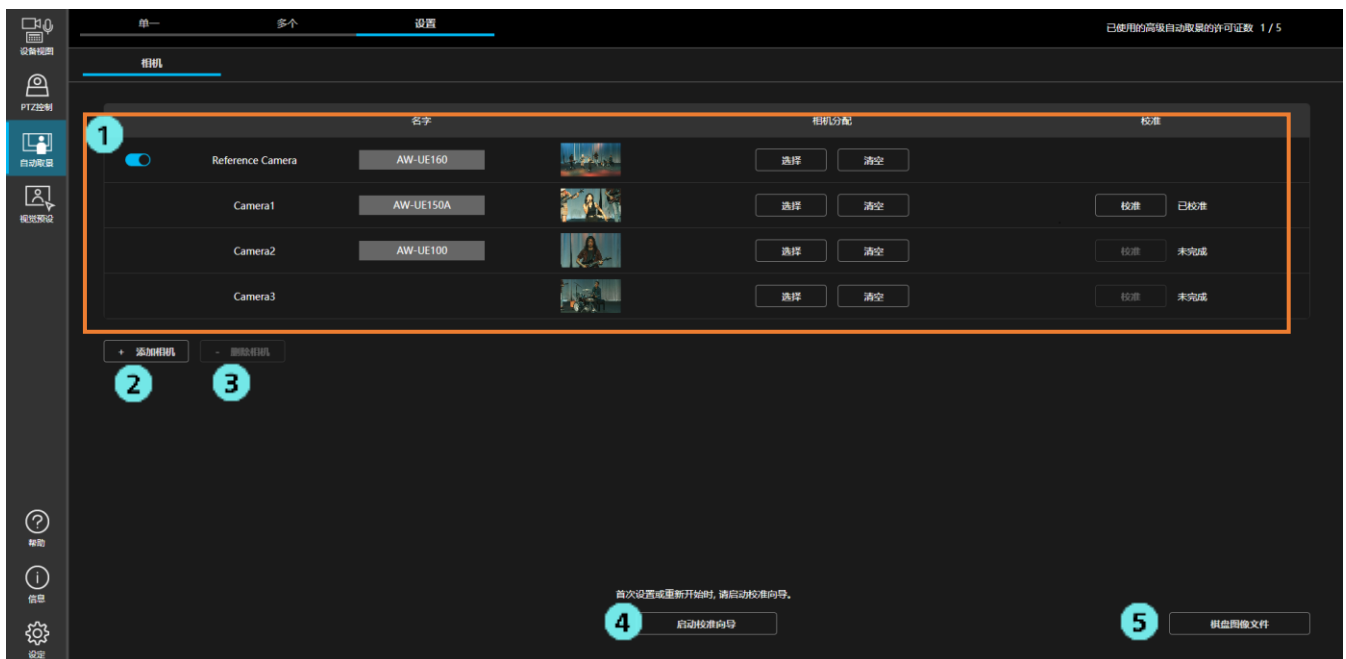 单一 多个 设置 已使用的高级自动取景的许可证数 1 / 5
设备视图
相机
PTZ控制
名字 相机分配 校准
1
自动取景
Reference Camera AW-UE160 选择 清空
视觉预设
Camera1 AW-UE150A 选择 清空 校准 已校准
Camera2 AW-UE100 选择 清空 校准 未完成
Camera3 选择 清空 校准 未完成
+ 添加相机 - 删除相机
2 3
帮助
信息
首次设置或重新开始时, 请启动校准向导。
4 启动校准向导 5 棋盘图像文件
设定